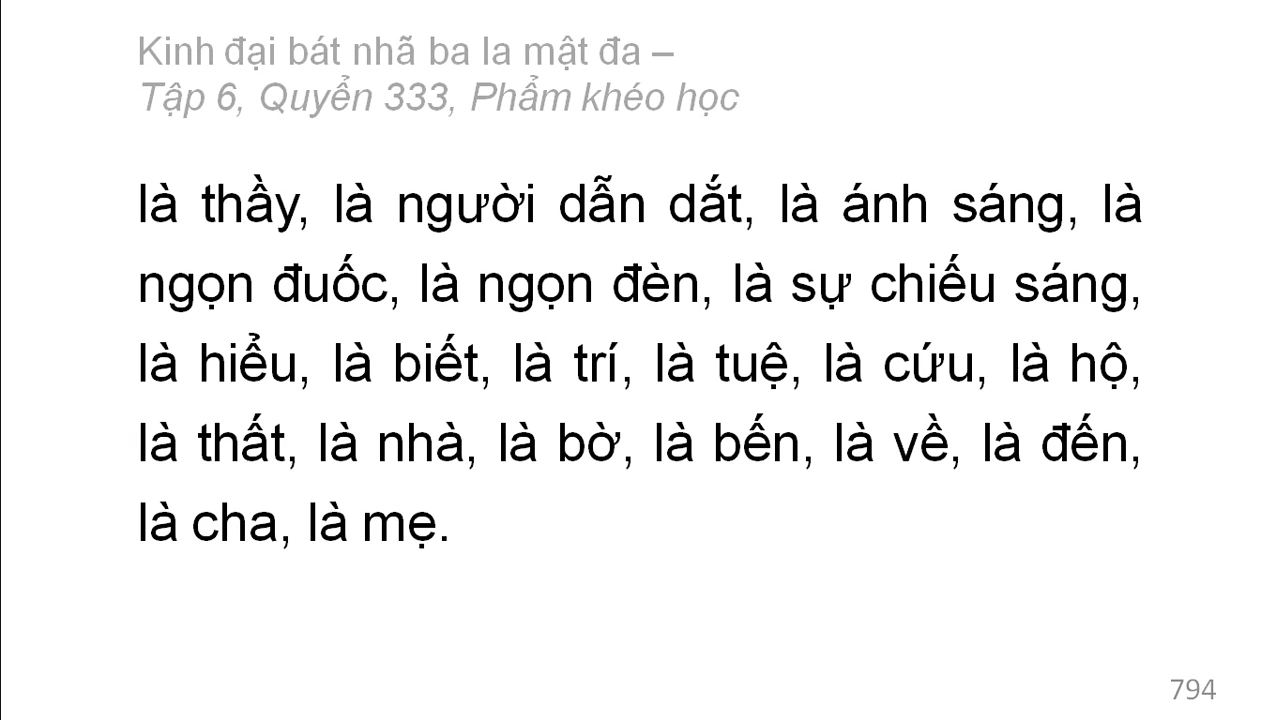 Kinh đại bát nhã ba la mật đa –
Tập 6, Quyển 333, Phẩm khéo học
là thầy, là người dẫn dắt, là ánh sáng, là
ngọn đuốc, là ngọn đèn, là sự chiếu sáng,
là hiểu, là biết, là trí, là tuệ, là cứu, là hộ,
là thất, là nhà, là bờ, là bến, là về, là đến,
là cha, là mẹ.
794